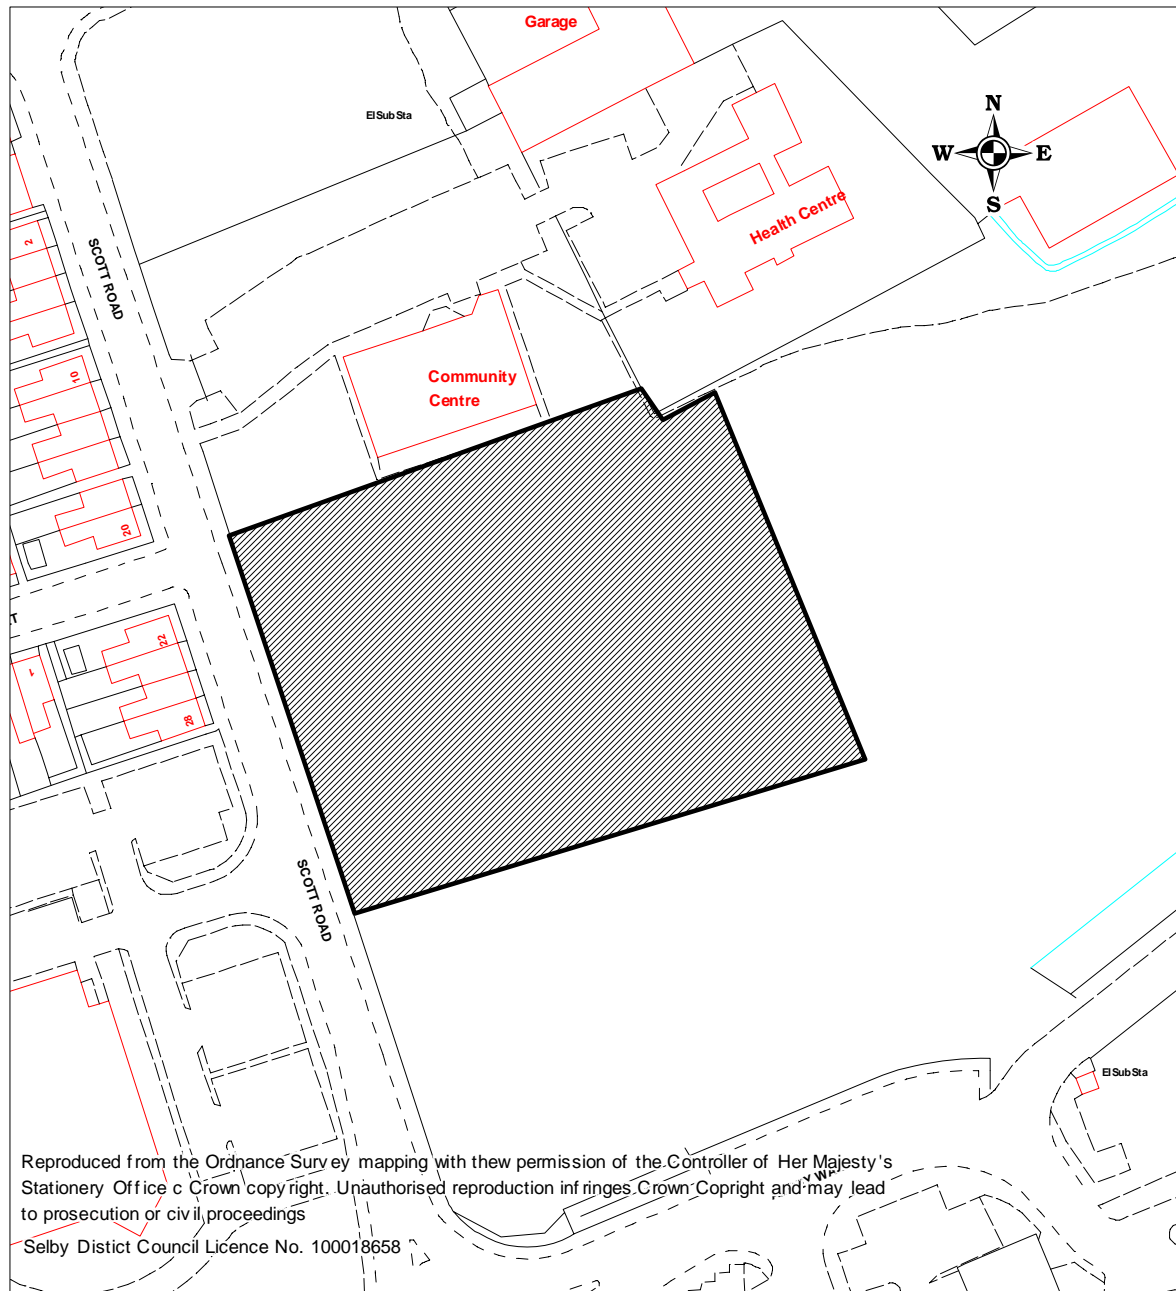 Garage
El Sub Sta
N
W E
S
Health Centre
2
SCOTT ROAD
Community
Centre
10
20
T
22
1
28
SCOTT ROAD
El Sub Sta
Reproduced from the Ordnance Survey mapping with thew permission of the Controller of Her Majesty's
Stationery Office c Crown copyright. Unauthorised reproduction infringes Crown Copright and may lead
to prosecution or civil proceedings
Selby Distict Council Licence No. 100018658